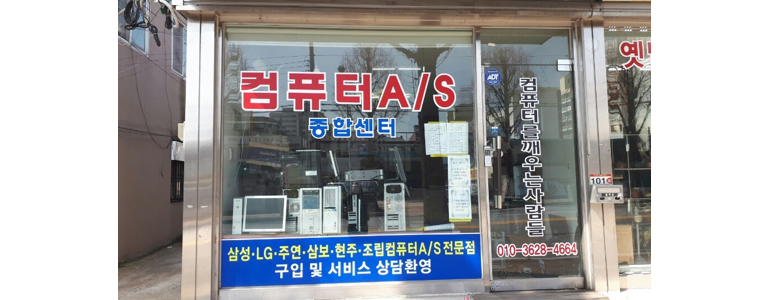 컴퓨터A/S
종합센터
삼성·LG·주연·삼보·현주·조립컴퓨터A/S전문점
구입 및 서비스 상담환영
ADT
컴퓨터를깨우는사람들
010-3628-4664
101
옛